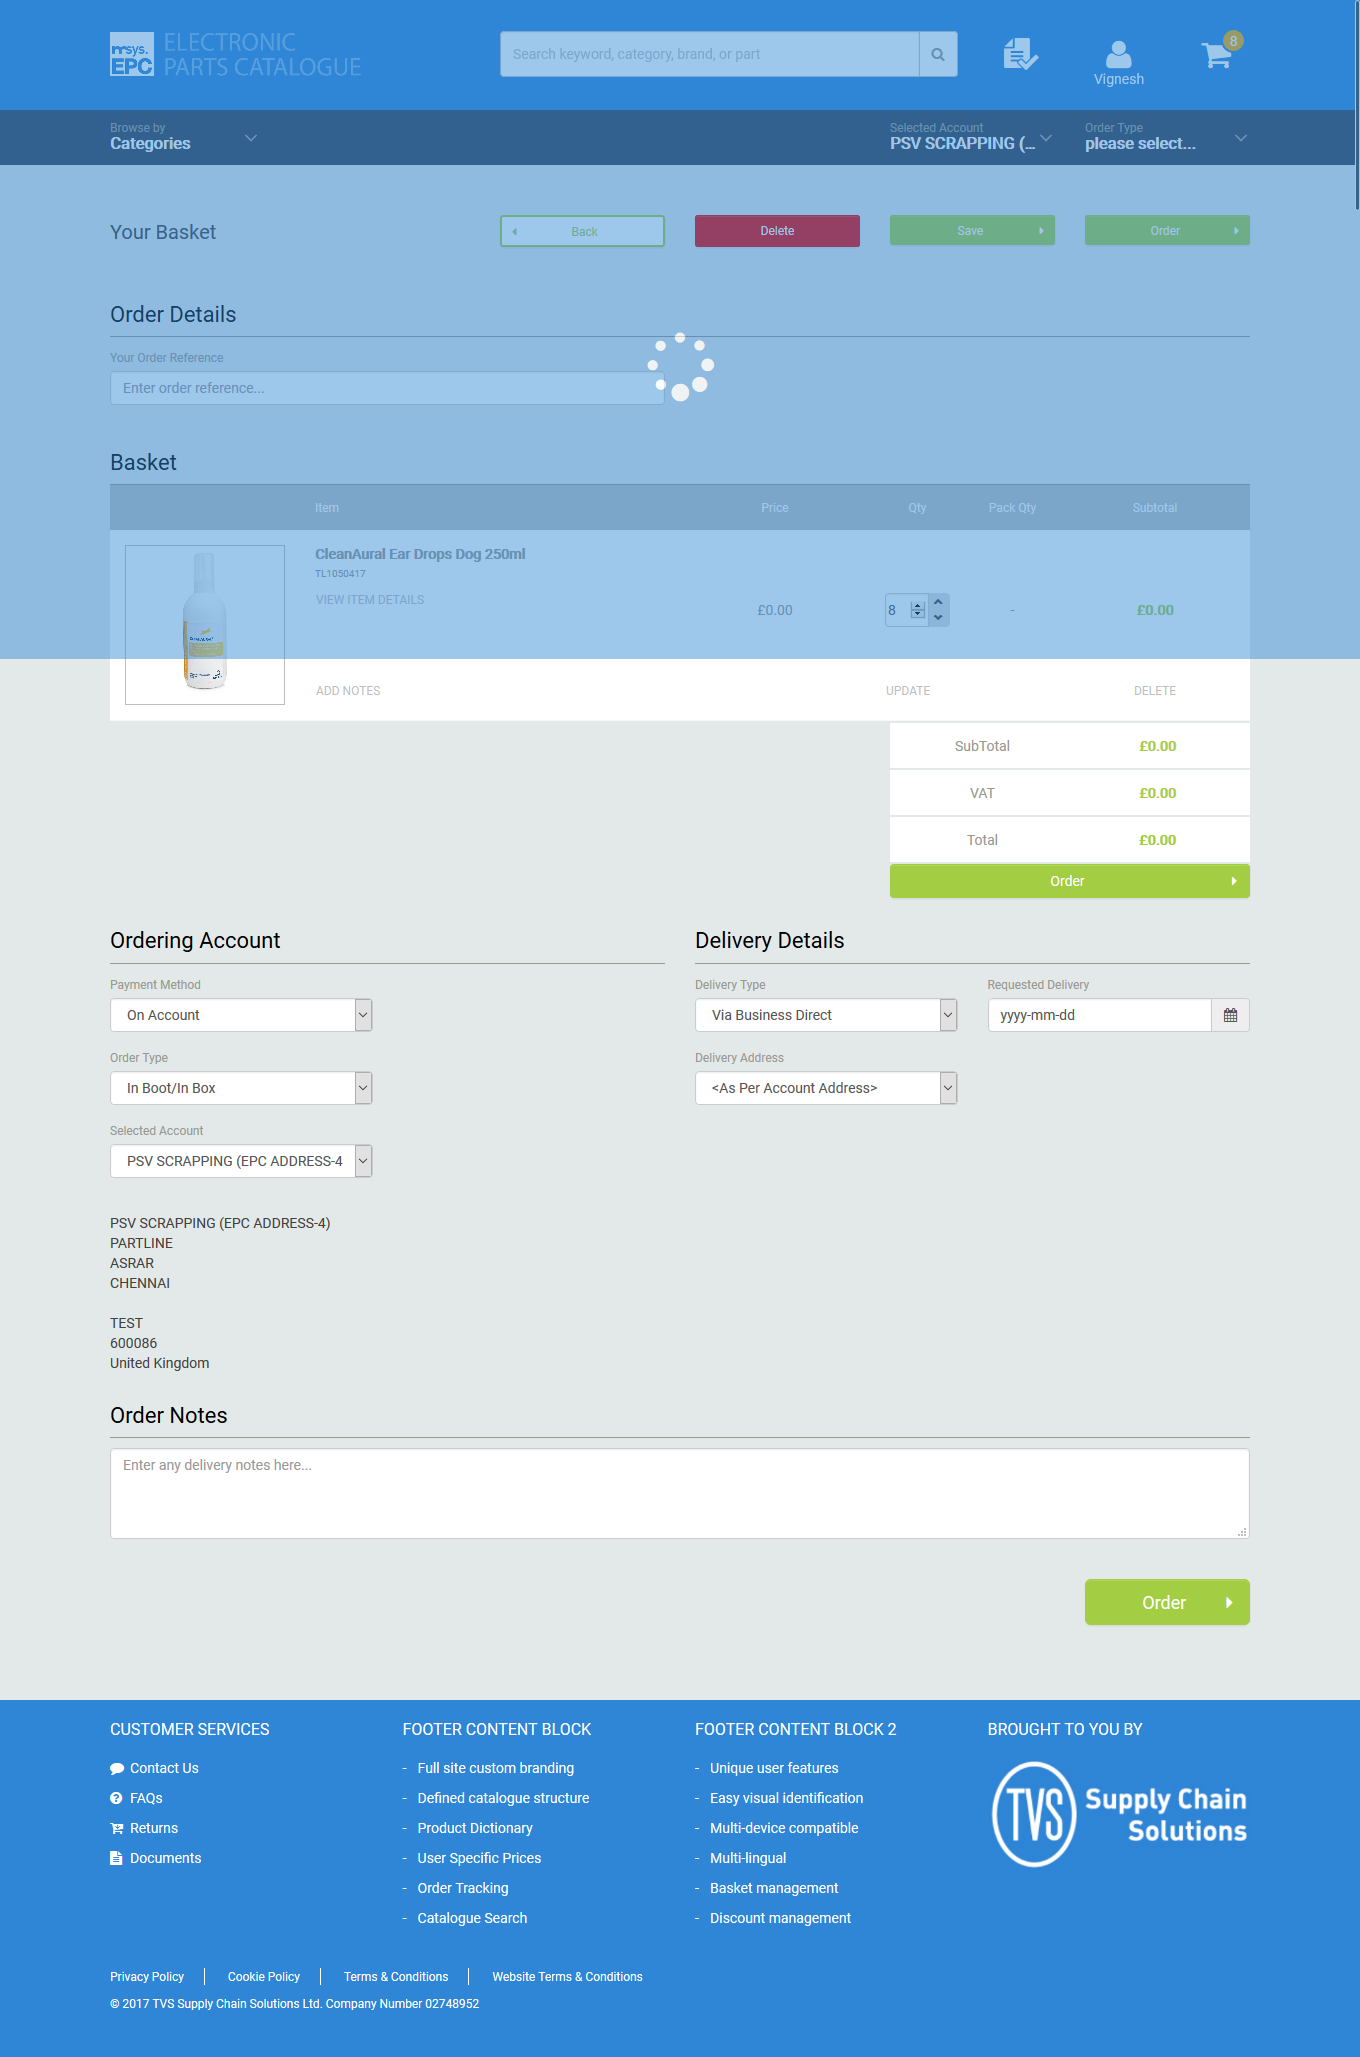 msys.
EPC
ELECTRONIC
PARTS CATALOGUE
Search keyword, category, brand, or part
Vignesh
8
Browse by
Categories
Selected Account
PSV SCRAPPING (...
Order Type
please select...
Your Basket
Back
Delete
Save
Order
Order Details
Your Order Reference
Enter order reference...
Basket
Item
Price
Qty
Pack Qty
Subtotal
CleanAural Ear Drops Dog 250ml
TL1050417
VIEW ITEM DETAILS
£0.00
8
-
£0.00
ADD NOTES
UPDATE
DELETE
SubTotal
£0.00
VAT
£0.00
Total
£0.00
Order
Ordering Account
Payment Method
On Account
Order Type
In Boot/In Box
Selected Account
PSV SCRAPPING (EPC ADDRESS-4
Delivery Details
Delivery Type
Via Business Direct
Requested Delivery
yyyy-mm-dd
Delivery Address
<As Per Account Address>
PSV SCRAPPING (EPC ADDRESS-4)
PARTLINE
ASRAR
CHENNAI
TEST
600086
United Kingdom
Order Notes
Enter any delivery notes here...
Order
CUSTOMER SERVICES
Contact Us
FAQs
Returns
Documents
FOOTER CONTENT BLOCK
- Full site custom branding
- Defined catalogue structure
- Product Dictionary
- User Specific Prices
- Order Tracking
- Catalogue Search
FOOTER CONTENT BLOCK 2
- Unique user features
- Easy visual identification
- Multi-device compatible
- Multi-lingual
- Basket management
- Discount management
BROUGHT TO YOU BY
TVS Supply Chain
Solutions
Privacy Policy
Cookie Policy
Terms & Conditions
Website Terms & Conditions
© 2017 TVS Supply Chain Solutions Ltd. Company Number 02748952